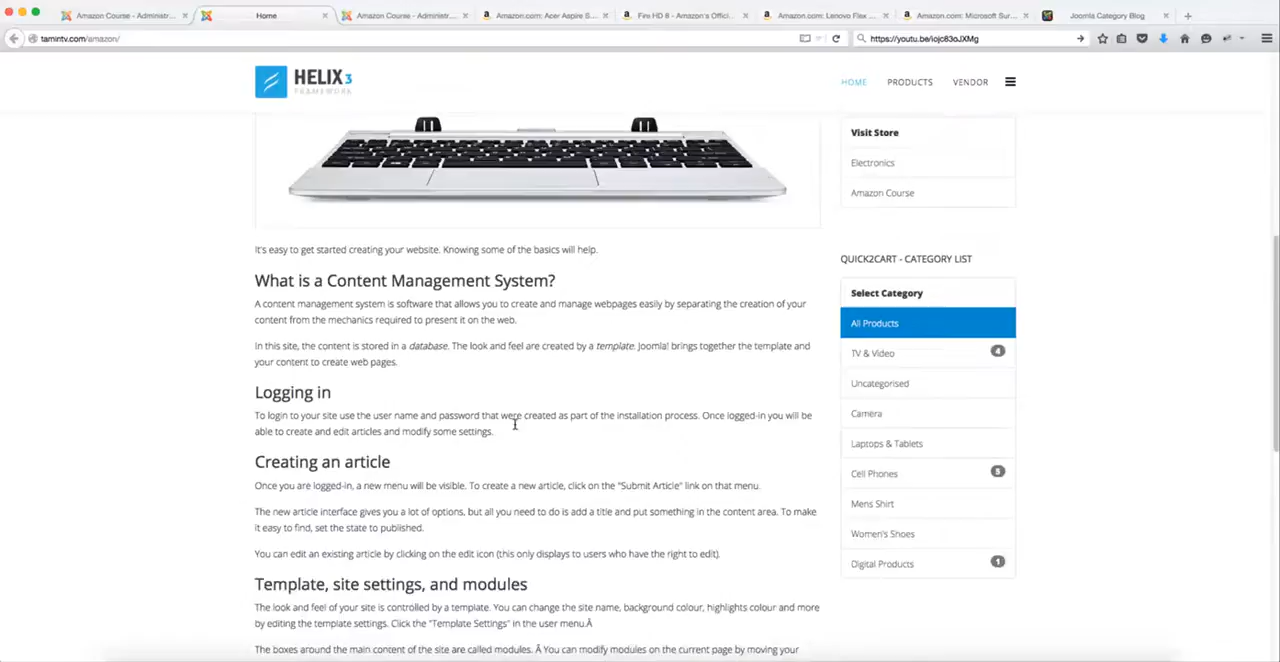 Amazon Course - Administr...
Home
Amazon Course - Administr...
Amazon.com: Acer Aspire S...
Fire HD 8 - Amazon's Offici...
Amazon.com: Lenovo Flex ...
Amazon.com: Microsoft Sur...
Joomla Category Blog
tamintv.com/amazon/
https://youtu.be/iojc83oJXMg
HELIX3
FRAMEWORK
HOME
PRODUCTS
VENDOR
Visit Store
Electronics
Amazon Course
It's easy to get started creating your website. Knowing some of the basics will help.
What is a Content Management System?
A content management system is software that allows you to create and manage webpages easily by separating the creation of your
content from the mechanics required to present it on the web.
In this site, the content is stored in a database. The look and feel are created by a template. Joomla! brings together the template and
your content to create web pages.
Logging in
To login to your site use the user name and password that were created as part of the installation process. Once logged-in you will be
able to create and edit articles and modify some settings.
Creating an article
Once you are logged-in, a new menu will be visible. To create a new article, click on the "Submit Article" link on that menu.
The new article interface gives you a lot of options, but all you need to do is add a title and put something in the content area. To make
it easy to find, set the state to published.
You can edit an existing article by clicking on the edit icon (this only displays to users who have the right to edit).
Template, site settings, and modules
The look and feel of your site is controlled by a template. You can change the site name, background colour, highlights colour and more
by editing the template settings. Click the "Template Settings" in the user menu.Â
The boxes around the main content of the site are called modules. Â You can modify modules on the current page by moving your
QUICK2CART - CATEGORY LIST
Select Category
All Products
TV & Video 4
Uncategorised
Camera
Laptops & Tablets
Cell Phones 5
Mens Shirt
Women's Shoes
Digital Products 1